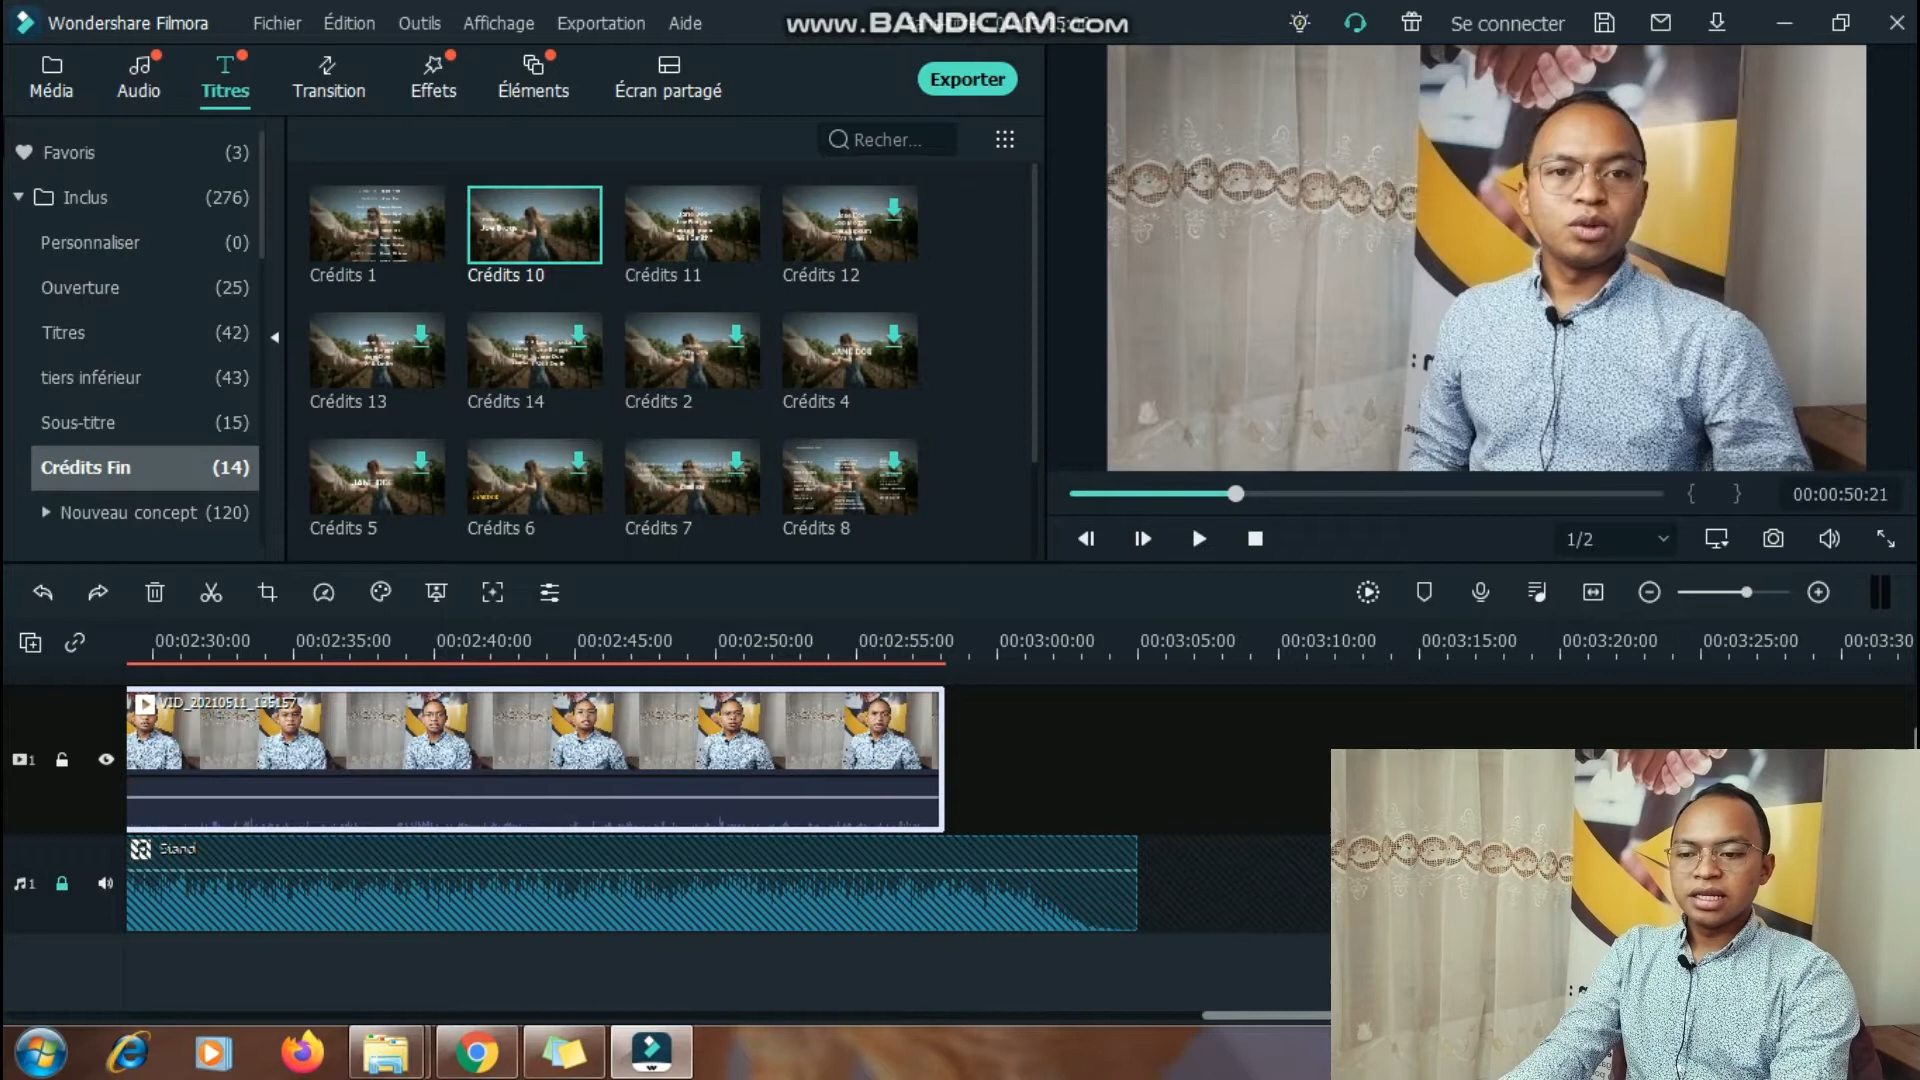 Wondershare Filmora
Fichier
Édition
Outils
Affichage
Exportation
Aide
www.BANDICAM.com
Se connecter
Média
Audio
Titres
Transition
Effets
Éléments
Écran partagé
Exporter
Favoris (3)
Inclus (276)
Personnaliser (0)
Ouverture (25)
Titres (42)
tiers inférieur (43)
Sous-titre (15)
Crédits Fin (14)
Nouveau concept (120)
Recher...
Crédits 1
Crédits 10
Crédits 11
Crédits 12
Crédits 13
Crédits 14
Crédits 2
Crédits 4
JANE DOE
Crédits 5
Crédits 6
Crédits 7
Crédits 8
{ }
00:00:50:21
1/2
00:02:30:00
00:02:35:00
00:02:40:00
00:02:45:00
00:02:50:00
00:02:55:00
00:03:00:00
00:03:05:00
00:03:10:00
00:03:15:00
00:03:20:00
00:03:25:00
00:03:30
VID_20210511_135157
1
Stand
1